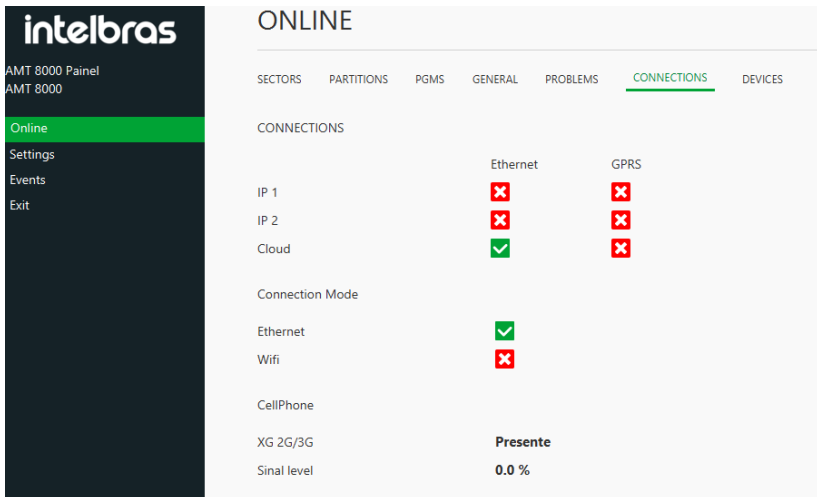 intelbras
AMT 8000 Painel
AMT 8000
Online
Settings
Events
Exit
ONLINE
SECTORS PARTITIONS PGMS GENERAL PROBLEMS CONNECTIONS DEVICES
CONNECTIONS
Ethernet GPRS
IP 1
IP 2
Cloud
Connection Mode
Ethernet
Wifi
CellPhone
XG 2G/3G Presente
Sinal level 0.0 %